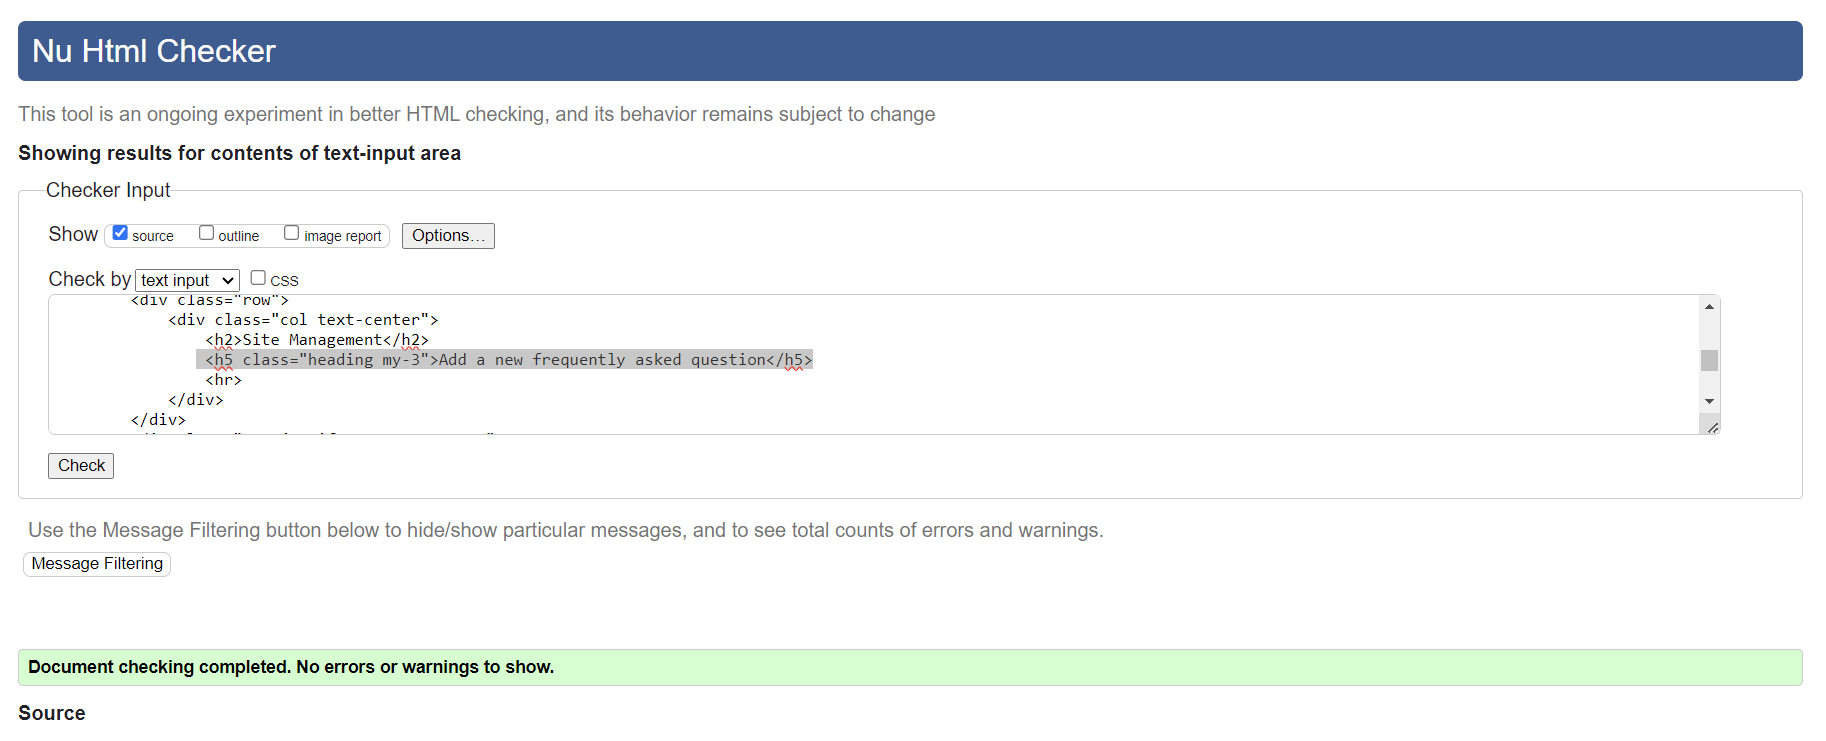 Nu Html Checker
This tool is an ongoing experiment in better HTML checking, and its behavior remains subject to change
Showing results for contents of text-input area
Checker Input
Show source outline image report Options...
Check by text input CSS
<div class="row">
<div class="col text-center">
<h2>Site Management</h2>
<h5 class="heading my-3">Add a new frequently asked question</h5>
<hr>
</div>
</div>
Check
Use the Message Filtering button below to hide/show particular messages, and to see total counts of errors and warnings.
Message Filtering
Document checking completed. No errors or warnings to show.
Source